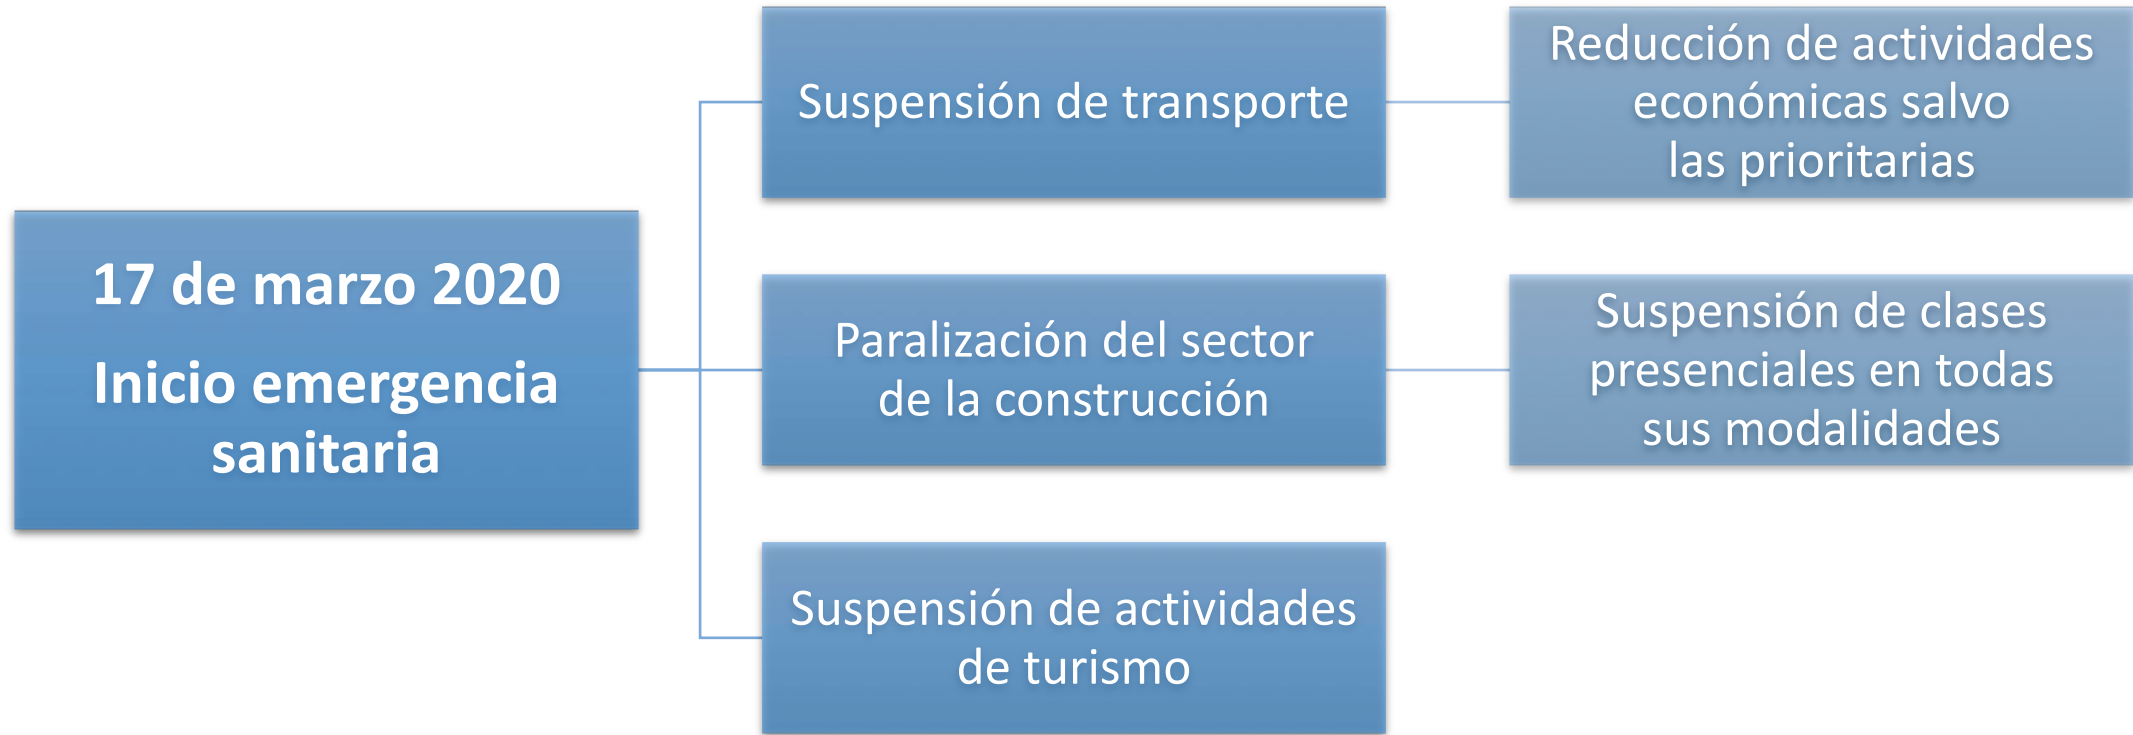 17 de marzo 2020
Inicio emergencia
sanitaria
Suspensión de transporte
Reducción de actividades
económicas salvo
las prioritarias
Paralización del sector
de la construcción
Suspensión de clases
presenciales en todas
sus modalidades
Suspensión de actividades
de turismo